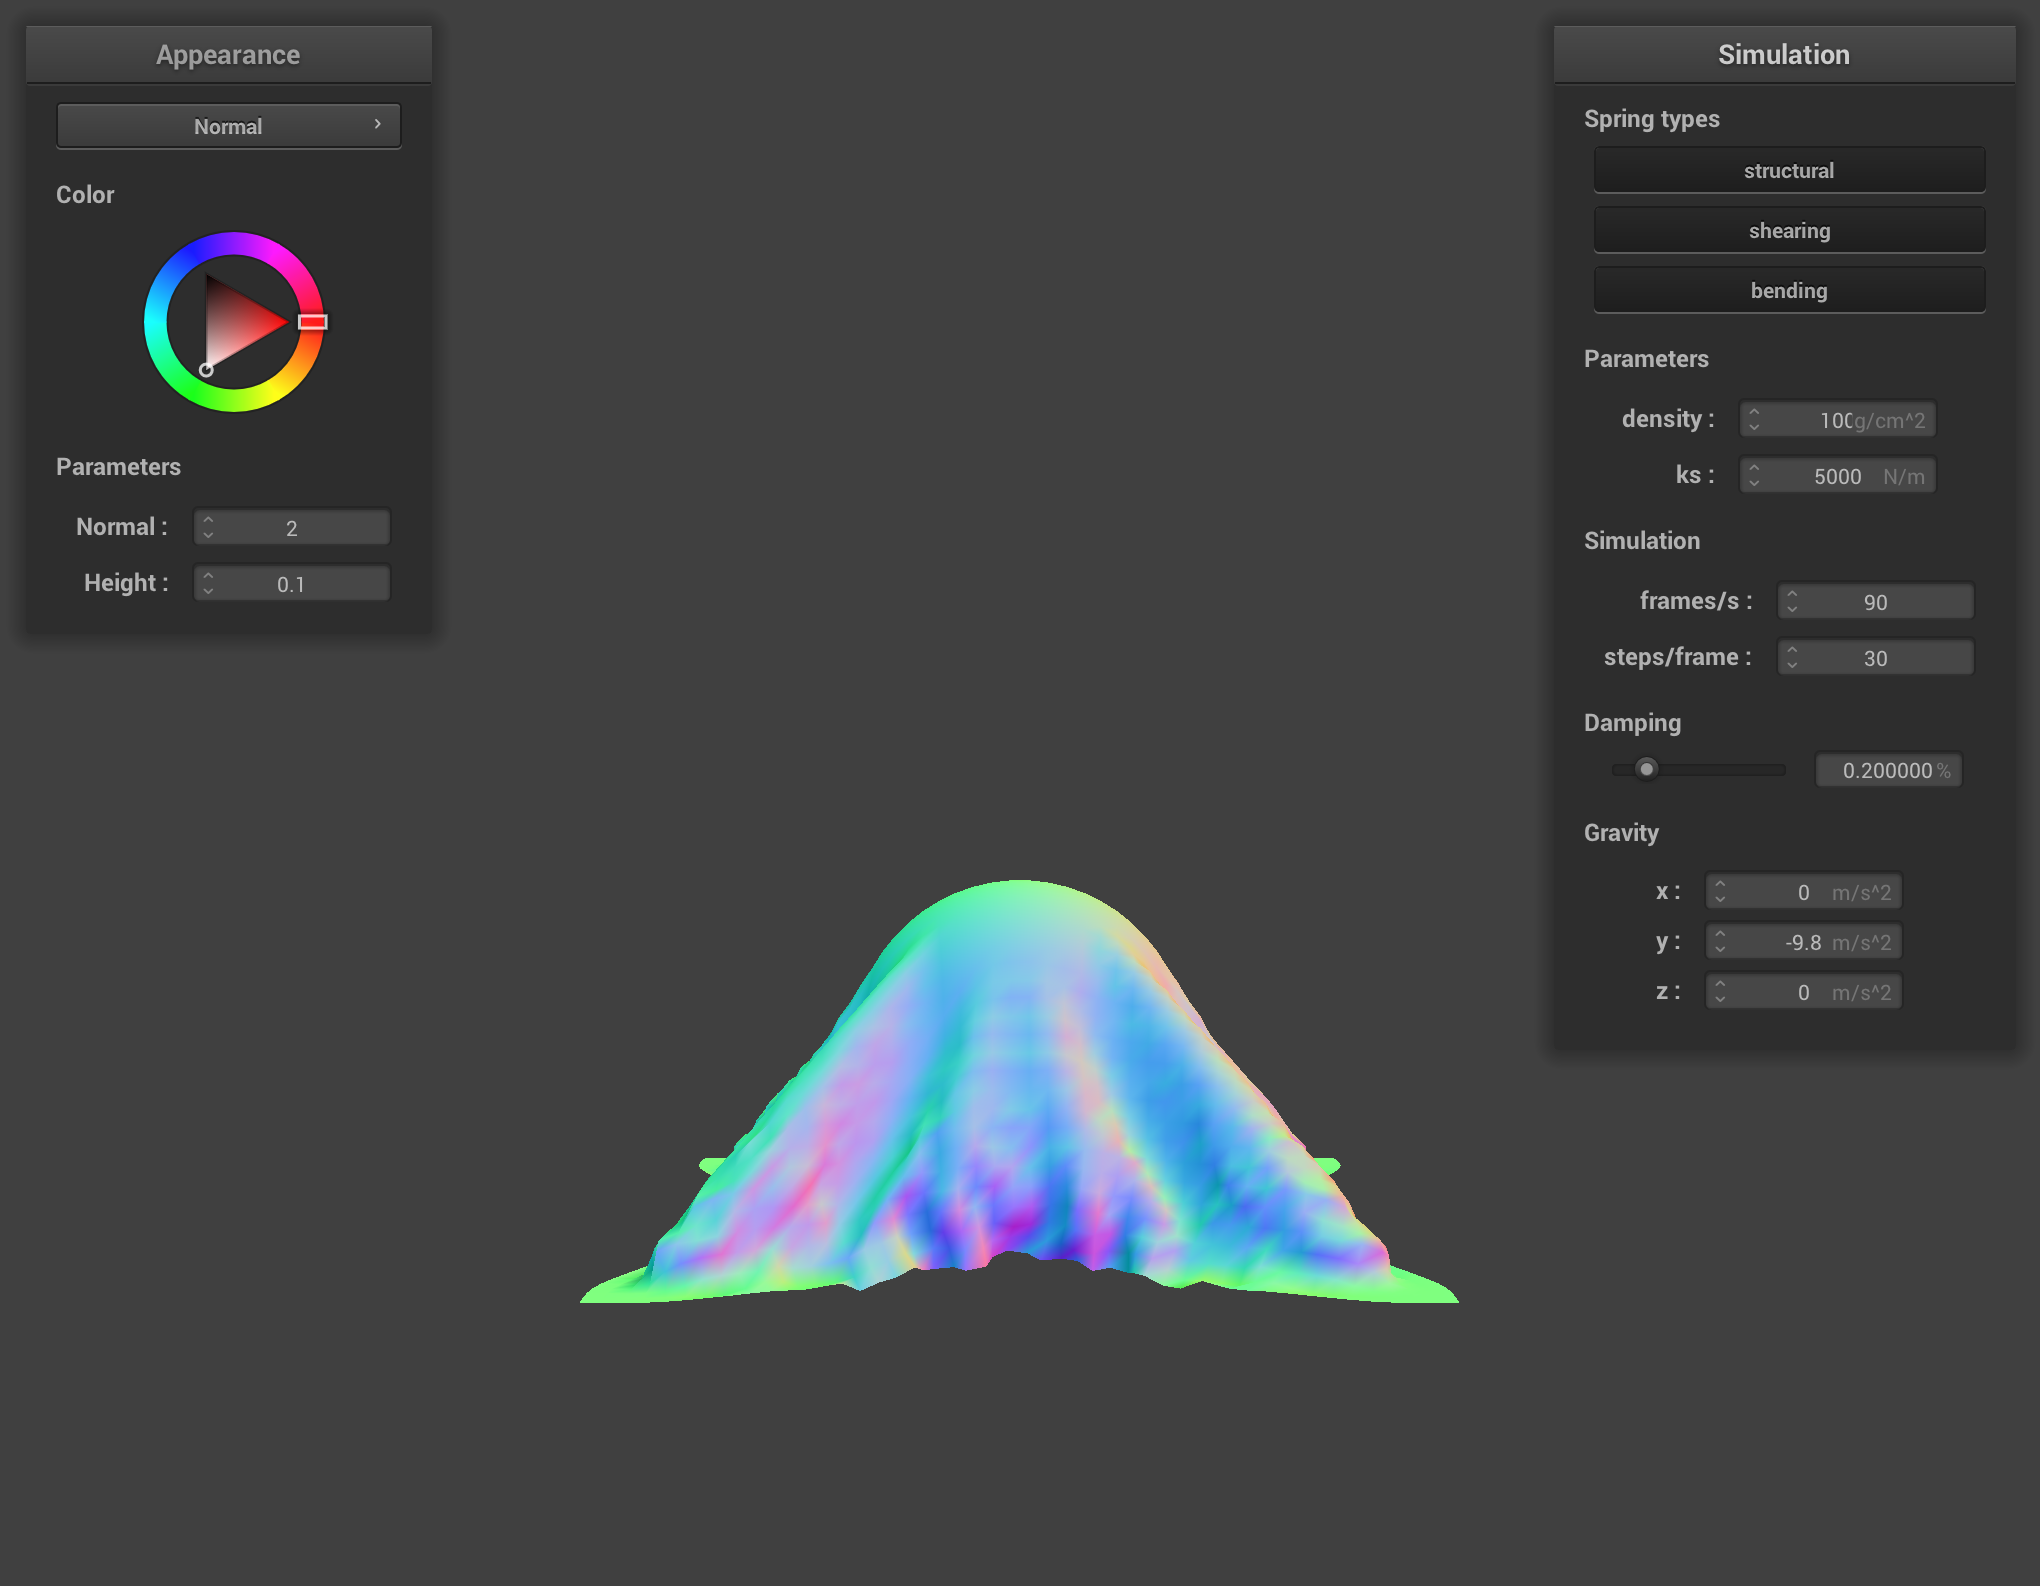 Appearance
Normal
Color
Parameters
Normal : 2
Height : 0.1
Simulation
Spring types
structural
shearing
bending
Parameters
density : 100 g/cm^2
ks : 5000 N/m
Simulation
frames/s : 90
steps/frame : 30
Damping
0.200000 %
Gravity
x : 0 m/s^2
y : -9.8 m/s^2
z : 0 m/s^2